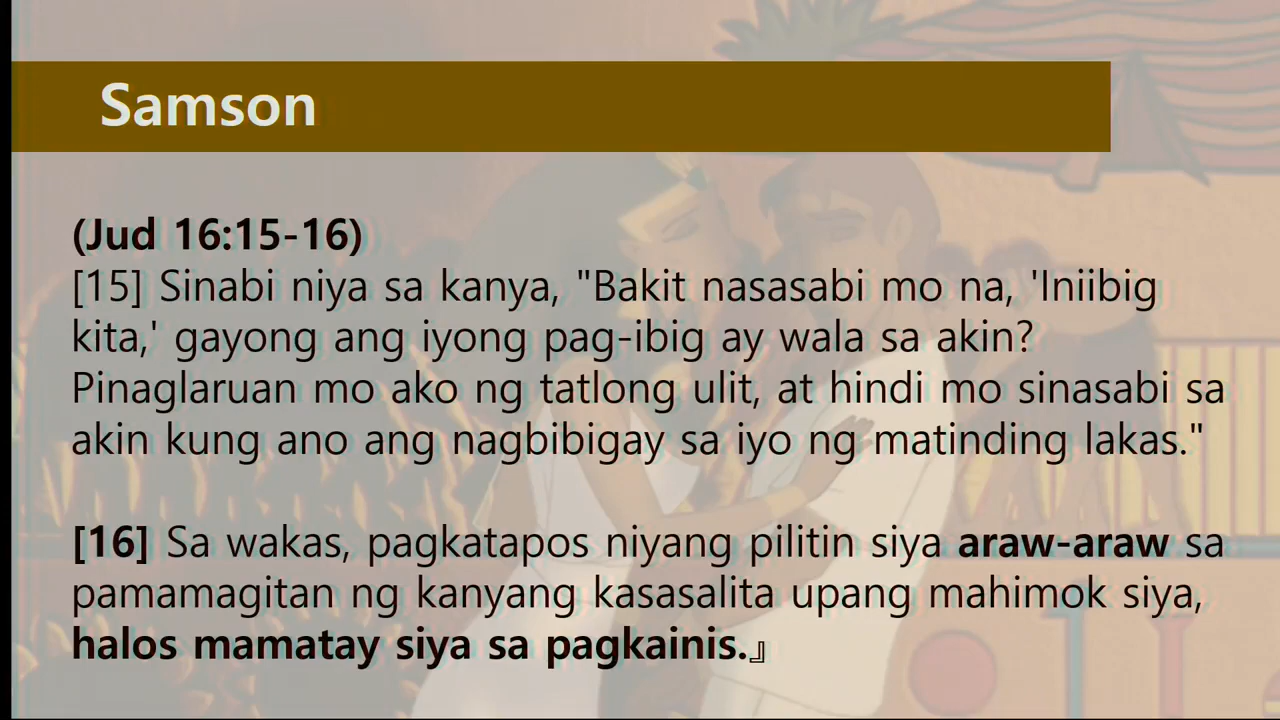 Samson
(Jud 16:15-16)
[15] Sinabi niya sa kanya, "Bakit nasasabi mo na, 'Iniibig
kita,' gayong ang iyong pag-ibig ay wala sa akin?
Pinaglaruan mo ako ng tatlong ulit, at hindi mo sinasabi sa
akin kung ano ang nagbibigay sa iyo ng matinding lakas."
[16] Sa wakas, pagkatapos niyang pilitin siya araw-araw sa
pamamagitan ng kanyang kasasalita upang mahimok siya,
halos mamatay siya sa pagkainis.』